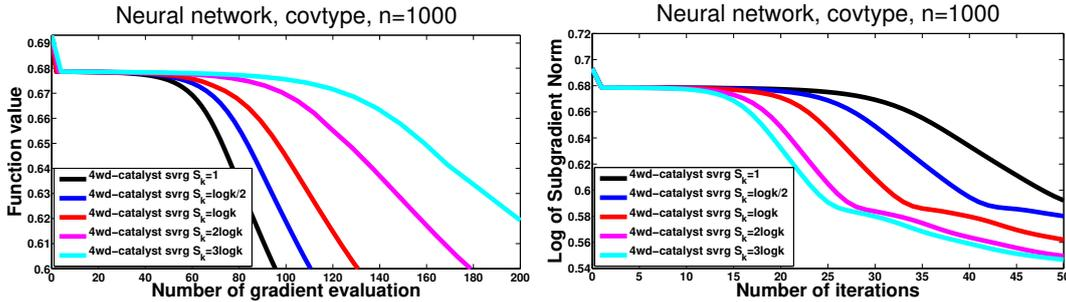 Neural network, covtype, n=1000
Function value
0.69
0.68
0.67
0.66
0.65
0.64
0.63
0.62
0.61
0.6
4wd-catalyst svrg S_k=1
4wd-catalyst svrg S_k=logk/2
4wd-catalyst svrg S_k=logk
4wd-catalyst svrg S_k=2logk
4wd-catalyst svrg S_k=3logk
0 20 40 60 80 100 120 140 160 180 200
Number of gradient evaluation
Neural network, covtype, n=1000
Log of Subgradient Norm
0.72
0.7
0.68
0.66
0.64
0.62
0.6
0.58
0.56
0.54
4wd-catalyst svrg S_k=1
4wd-catalyst svrg S_k=logk/2
4wd-catalyst svrg S_k=logk
4wd-catalyst svrg S_k=2logk
4wd-catalyst svrg S_k=3logk
0 5 10 15 20 25 30 35 40 45 50
Number of iterations